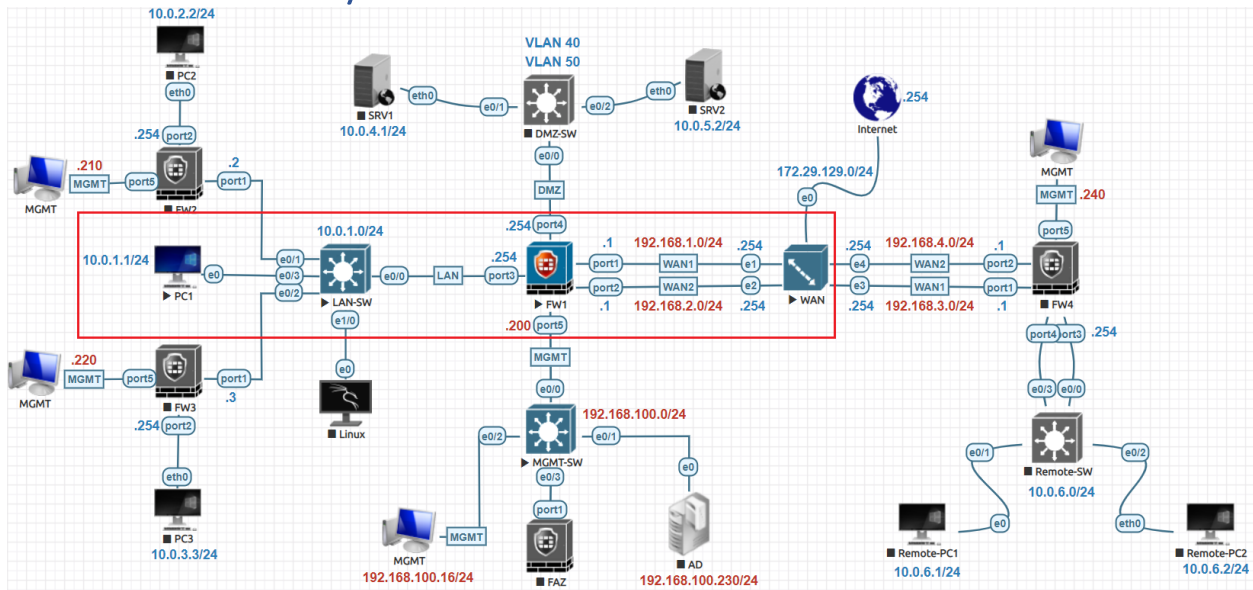 10.0.2.2/24
PC2
eth0
.254
port2
.210
MGMT
port5
MGMT
FW2
.2
port1
VLAN 40
VLAN 50
SRV1
eth0
e0/1
10.0.4.1/24
DMZ-SW
e0/2
eth0
SRV2
10.0.5.2/24
e0/0
DMZ
.254
Internet
172.29.129.0/24
e0
MGMT
MGMT
.240
port5
10.0.1.1/24
PC1
e0
10.0.1.0/24
e0/1
e0/3
e0/2
LAN-SW
e0/0
LAN
e1/0
.254
port4
.254
port3
FW1
.1
192.168.1.0/24
.254
port1
WAN1
e1
port2
WAN2
e2
.1
192.168.2.0/24
.254
WAN
.254
192.168.4.0/24
.1
e4
WAN2
port2
e3
WAN1
port1
.254
192.168.3.0/24
.1
FW4
.200
port5
MGMT
e0/0
192.168.100.0/24
e0/2
e0/1
MGMT-SW
e0/3
port1
FAZ
MGMT
MGMT
192.168.100.16/24
e0
AD
192.168.100.230/24
.220
MGMT
port5
MGMT
FW3
port1
.3
.254
port2
eth0
PC3
10.0.3.3/24
e0
Linux
port4
port3
.254
e0/3
e0/0
e0/1
e0/2
Remote-SW
10.0.6.0/24
e0
eth0
Remote-PC1
10.0.6.1/24
Remote-PC2
10.0.6.2/24